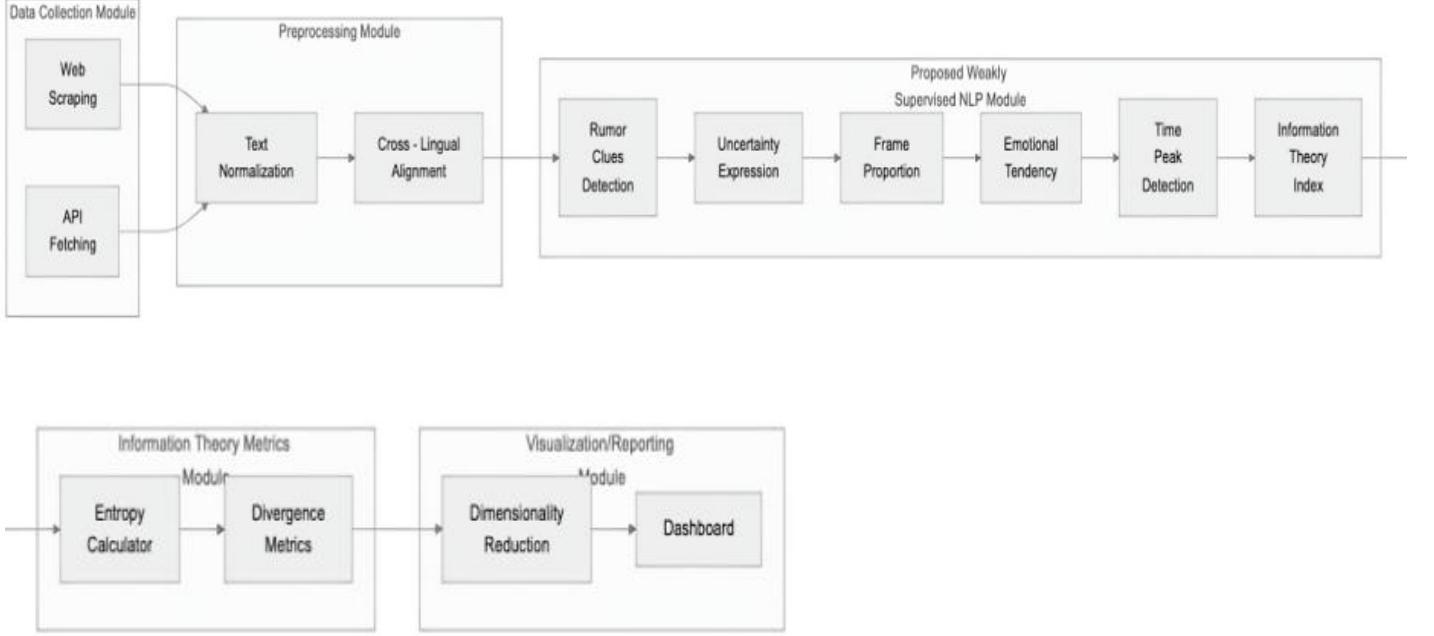 Data Collection Module
Web
Scraping
API
Fetching
Preprocessing Module
Text
Normalization
Cross - Lingual
Alignment
Proposed Weakly
Supervised NLP Module
Rumor
Clues
Detection
Uncertainty
Expression
Frame
Proportion
Emotional
Tendency
Time
Peak
Detection
Information
Theory
Index
Information Theory Metrics
Module
Entropy
Calculator
Divergence
Metrics
Visualization/Reporting
Module
Dimensionality
Reduction
Dashboard